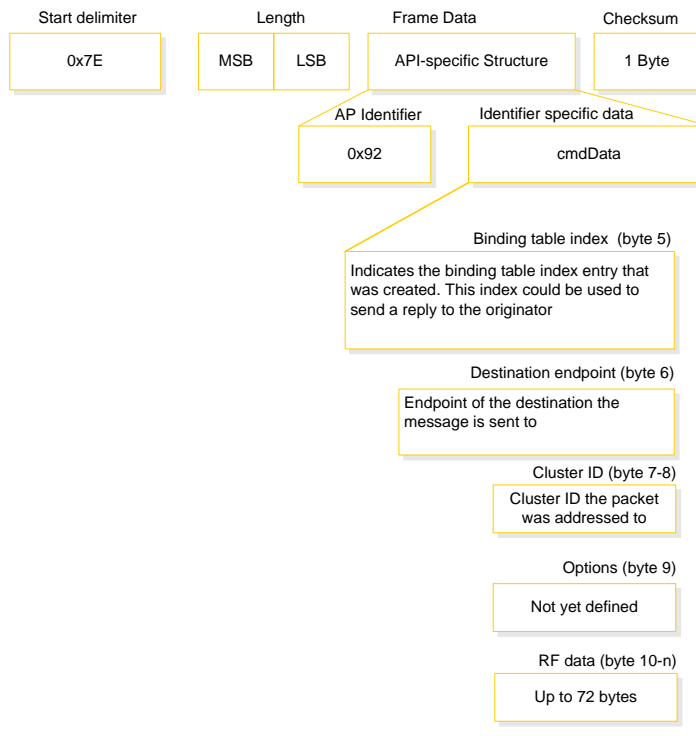 Start delimiter
Length
Frame Data
Checksum
0x7E
MSB
LSB
API-specific Structure
1 Byte
AP Identifier
Identifier specific data
0x92
cmdData
Binding table index (byte 5)
Indicates the binding table index entry that
was created. This index could be used to
send a reply to the originator
Destination endpoint (byte 6)
Endpoint of the destination the
message is sent to
Cluster ID (byte 7-8)
Cluster ID the packet
was addressed to
Options (byte 9)
Not yet defined
RF data (byte 10-n)
Up to 72 bytes